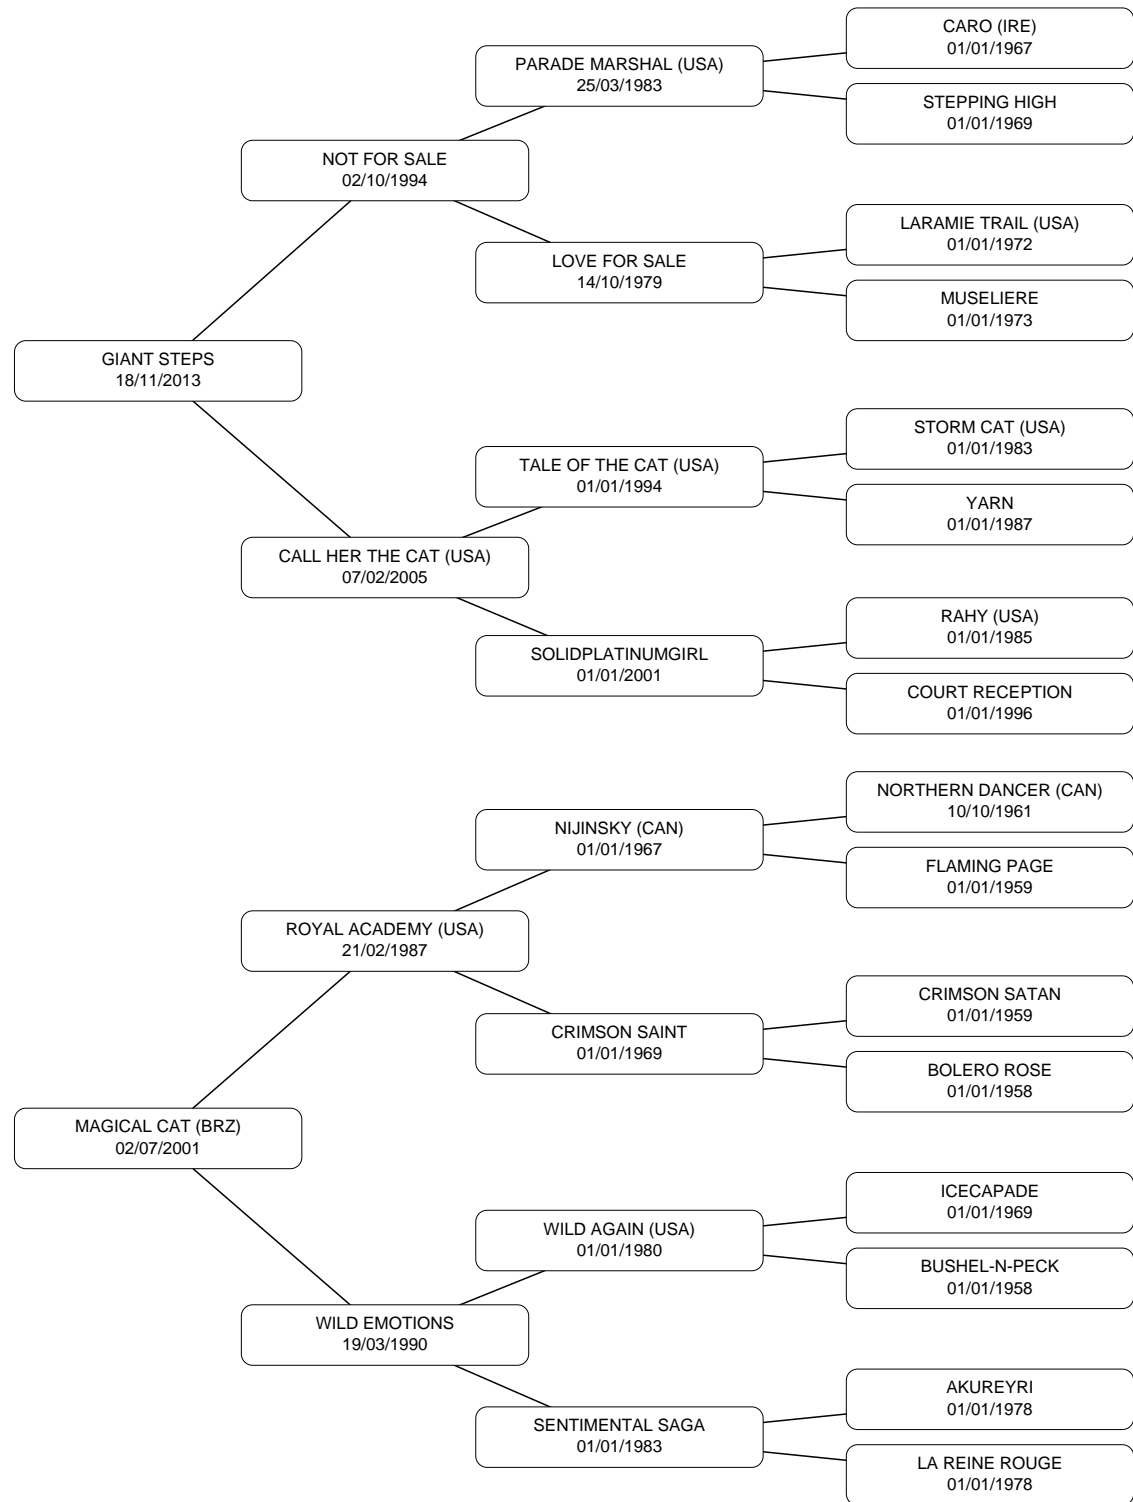 CARO (IRE)
01/01/1967
PARADE MARSHAL (USA)
25/03/1983
STEPPING HIGH
01/01/1969
NOT FOR SALE
02/10/1994
LARAMIE TRAIL (USA)
01/01/1972
LOVE FOR SALE
14/10/1979
MUSELIERE
01/01/1973
GIANT STEPS
18/11/2013
STORM CAT (USA)
01/01/1983
TALE OF THE CAT (USA)
01/01/1994
YARN
01/01/1987
CALL HER THE CAT (USA)
07/02/2005
RAHY (USA)
01/01/1985
SOLIDPLATINUMGIRL
01/01/2001
COURT RECEPTION
01/01/1996
NORTHERN DANCER (CAN)
10/10/1961
NIJINSKY (CAN)
01/01/1967
FLAMING PAGE
01/01/1959
ROYAL ACADEMY (USA)
21/02/1987
CRIMSON SATAN
01/01/1959
CRIMSON SAINT
01/01/1969
BOLERO ROSE
01/01/1958
MAGICAL CAT (BRZ)
02/07/2001
ICECAPADE
01/01/1969
WILD AGAIN (USA)
01/01/1980
BUSHEL-N-PECK
01/01/1958
WILD EMOTIONS
19/03/1990
AKUREYRI
01/01/1978
SENTIMENTAL SAGA
01/01/1983
LA REINE ROUGE
01/01/1978